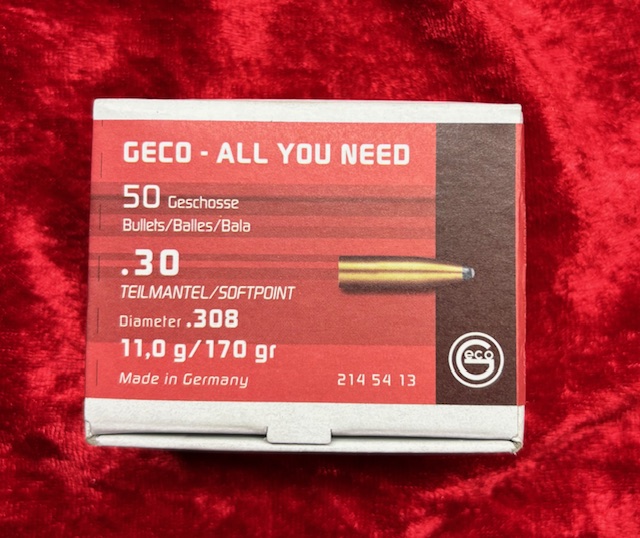 GECO - ALL YOU NEED
50 Geschosse
Bullets/Balles/Bala
.30
TEILMANTEL/SOFTPOINT
Diameter .308
11,0 g/170 gr
Made in Germany
214 54 13
Geco